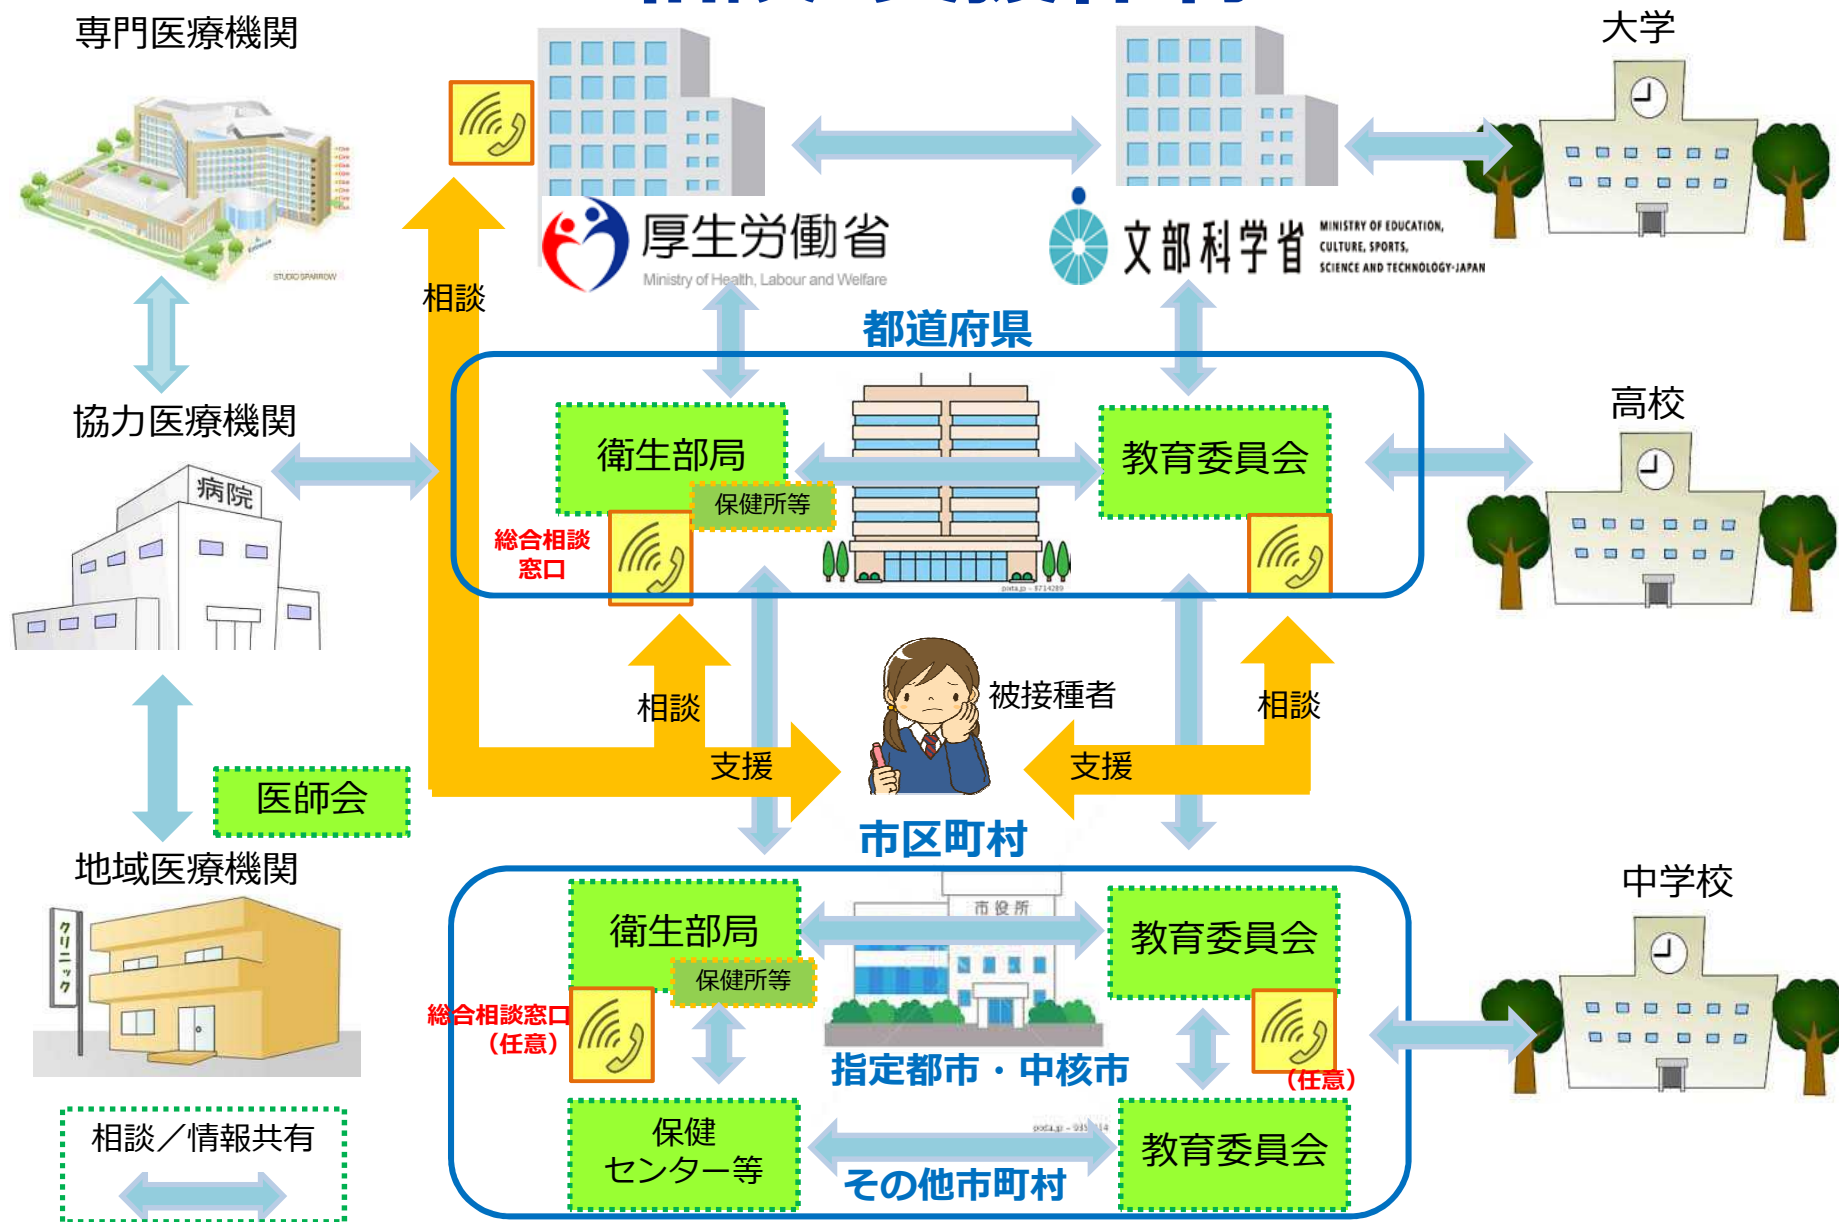 専門医療機関
大学
STUDIO SPARROW
厚生労働省
Ministry of Health, Labour and Welfare
文部科学省
MINISTRY OF EDUCATION,
CULTURE, SPORTS,
SCIENCE AND TECHNOLOGY-JAPAN
相談
都道府県
協力医療機関
高校
衛生部局
教育委員会
病院
保健所等
総合相談
窓口
被接種者
相談
相談
支援
支援
医師会
市区町村
地域医療機関
中学校
クリニック
市役所
衛生部局
教育委員会
保健所等
総合相談窓口
（任意）
指定都市・中核市
（任意）
相談／情報共有
保健
センター等
教育委員会
その他市町村